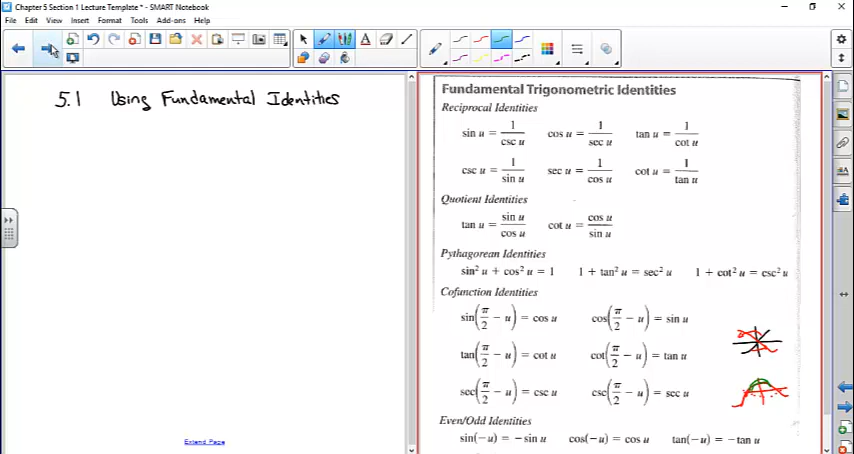 Chapter 5 Section 1 Lecture Template * - SMART Notebook
File Edit View Insert Format Tools Add-ons Help
5.1 Using Fundamental Identities
Extend Page
Fundamental Trigonometric Identities
Reciprocal Identities
sin u = 1/csc u cos u = 1/sec u tan u = 1/cot u
csc u = 1/sin u sec u = 1/cos u cot u = 1/tan u
Quotient Identities
tan u = sin u/cos u cot u = cos u/sin u
Pythagorean Identities
sin² u + cos² u = 1 1 + tan² u = sec² u 1 + cot² u = csc² u
Cofunction Identities
sin(π/2 − u) = cos u cos(π/2 − u) = sin u
tan(π/2 − u) = cot u cot(π/2 − u) = tan u
sec(π/2 − u) = csc u csc(π/2 − u) = sec u
Even/Odd Identities
sin(−u) = −sin u cos(−u) = cos u tan(−u) = −tan u